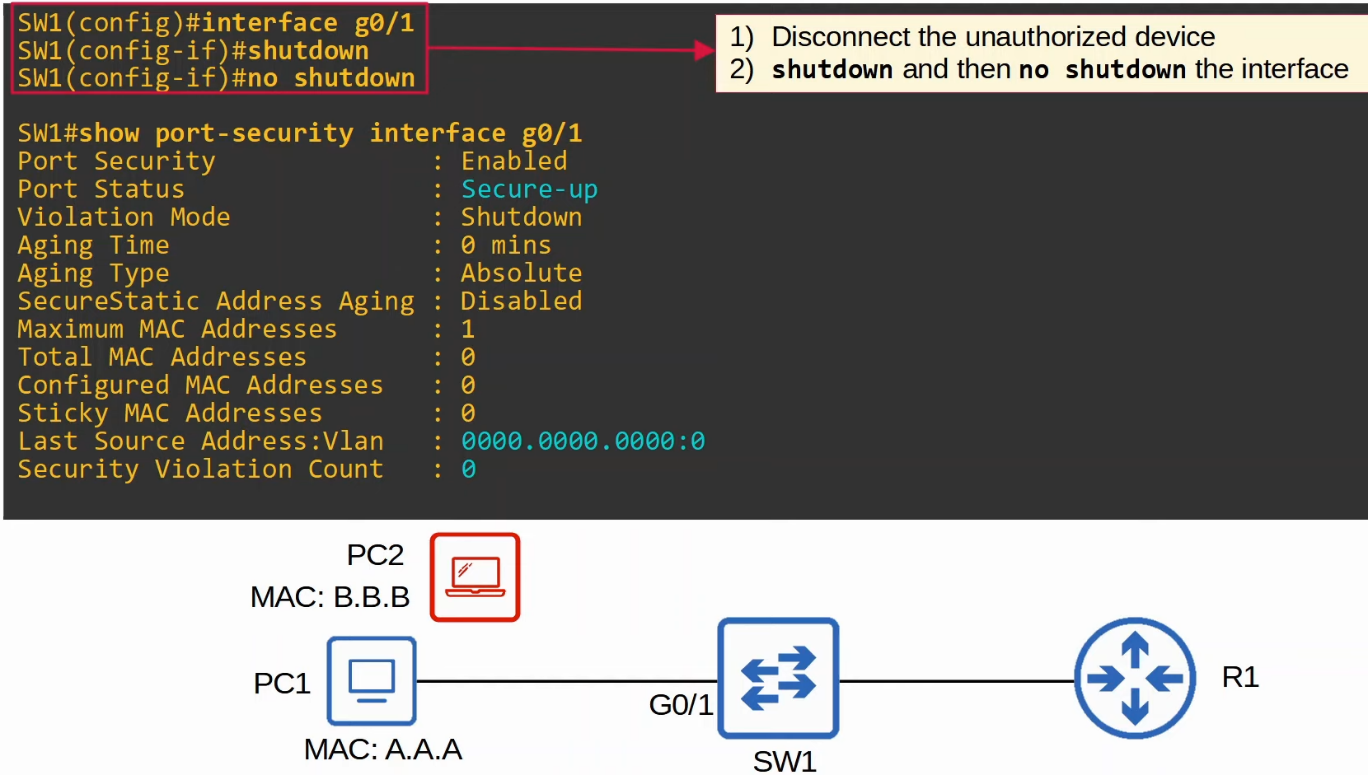 SW1(config)#interface g0/1
SW1(config-if)#shutdown
SW1(config-if)#no shutdown
1) Disconnect the unauthorized device
2) shutdown and then no shutdown the interface
SW1#show port-security interface g0/1
Port Security : Enabled
Port Status : Secure-up
Violation Mode : Shutdown
Aging Time : 0 mins
Aging Type : Absolute
SecureStatic Address Aging : Disabled
Maximum MAC Addresses : 1
Total MAC Addresses : 0
Configured MAC Addresses : 0
Sticky MAC Addresses : 0
Last Source Address:Vlan : 0000.0000.0000:0
Security Violation Count : 0
PC2
MAC: B.B.B
PC1
MAC: A.A.A
G0/1
SW1
R1